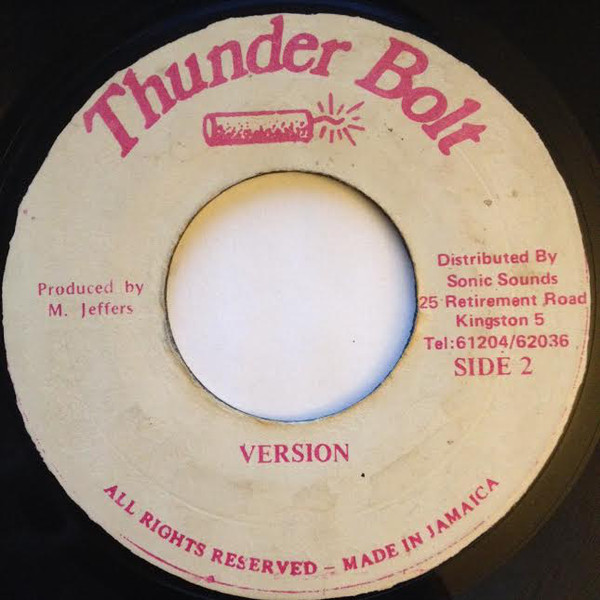 Thunder Bolt
Produced by
M. Jeffers
Distributed By
Sonic Sounds
25 Retirement Road
Kingston 5
Tel:61204/62036
SIDE 2
VERSION
ALL RIGHTS RESERVED – MADE IN JAMAICA